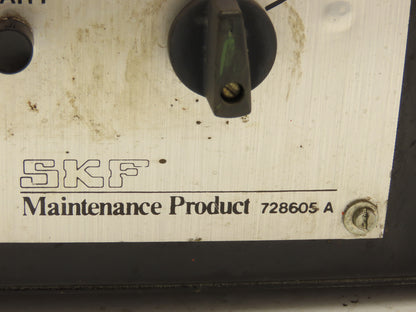 SKF
Maintenance Product 728605 A